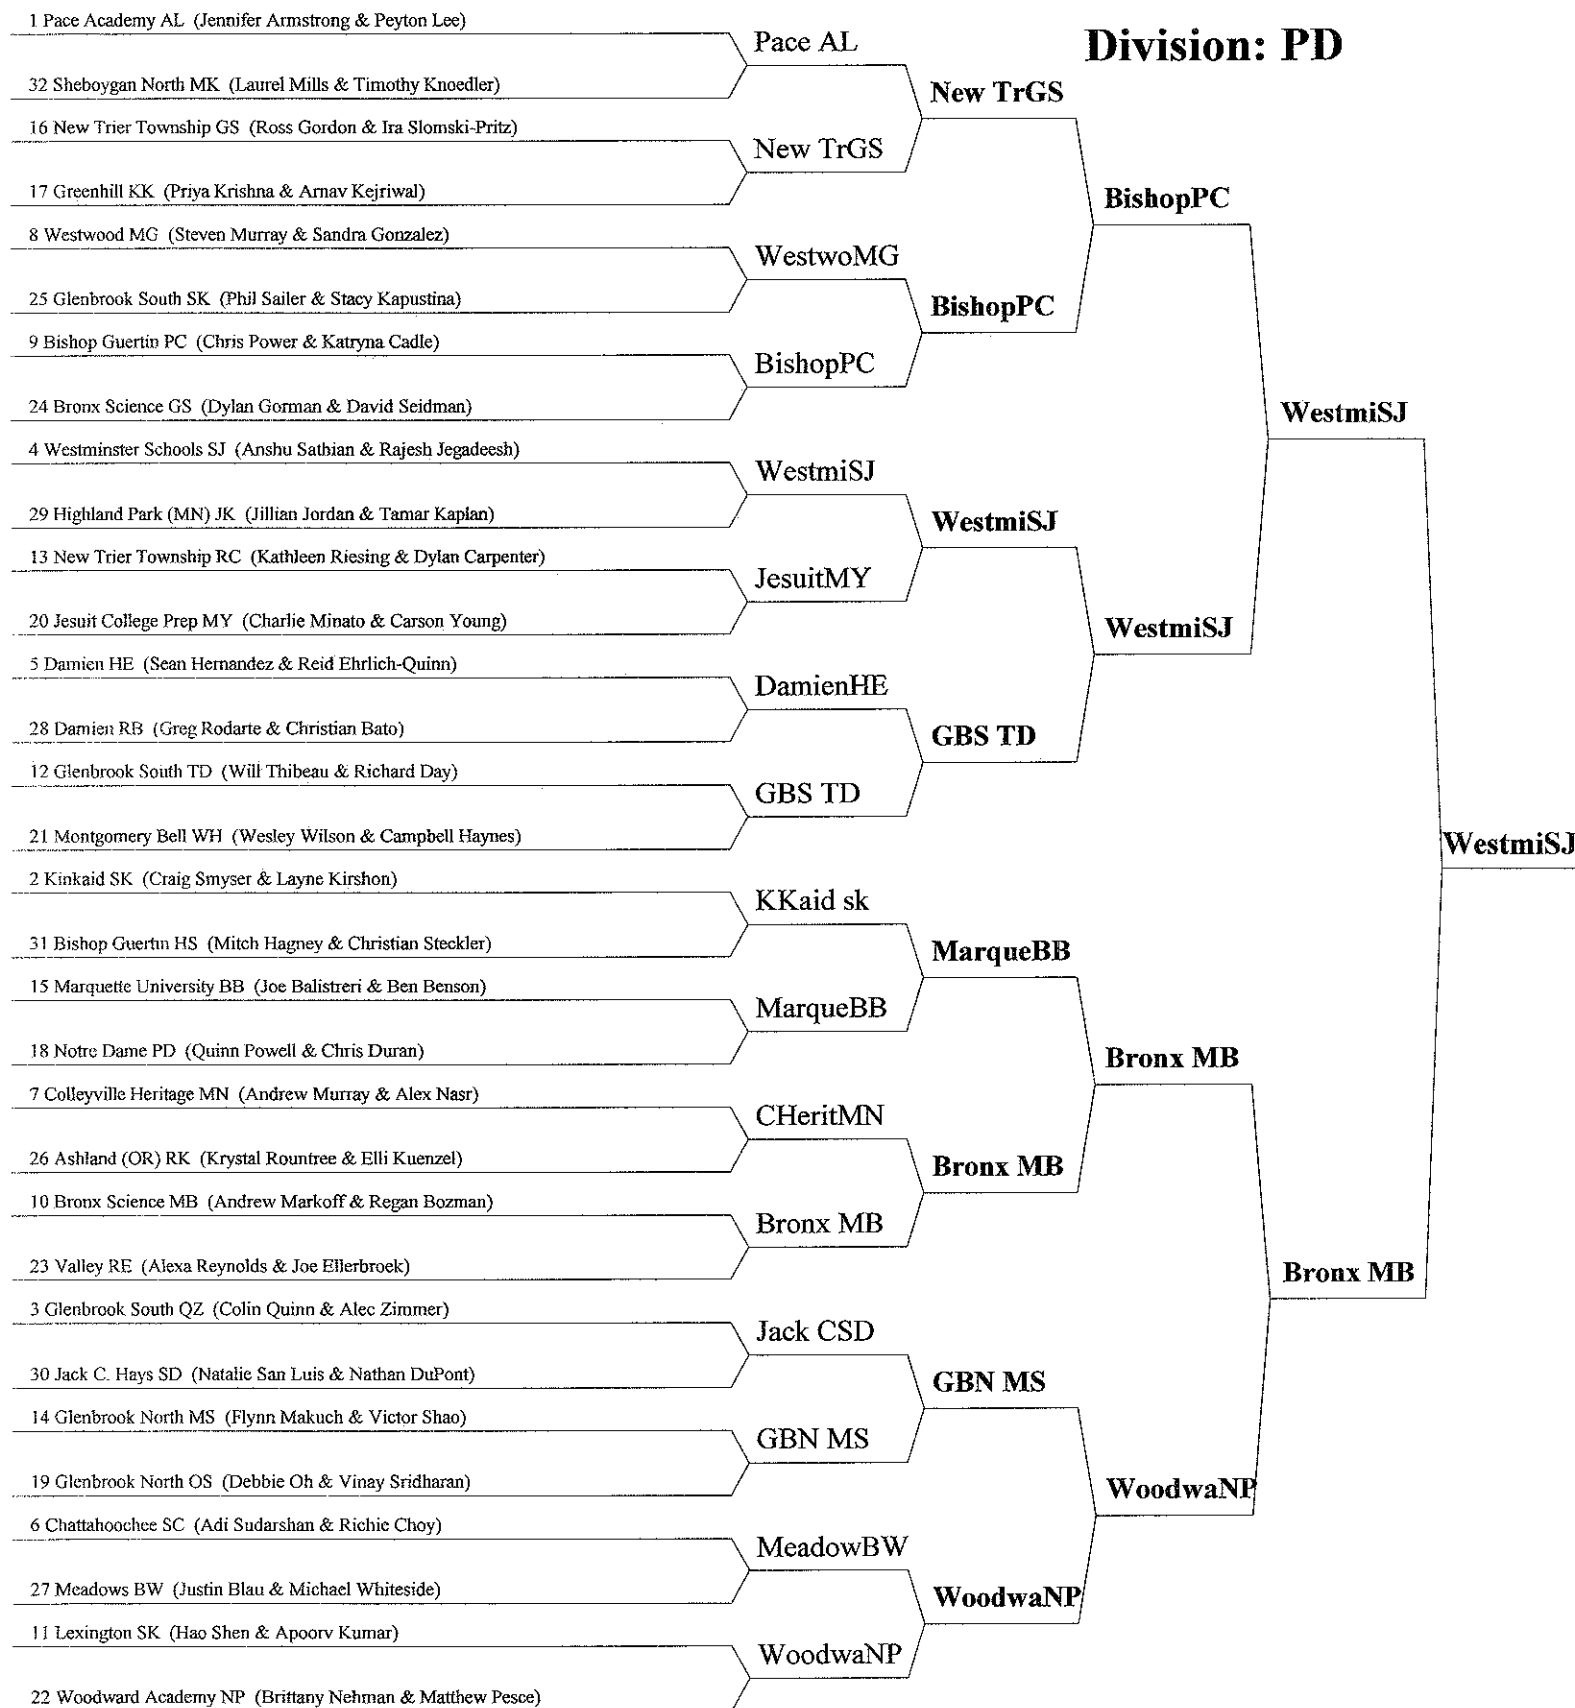 Division: PD
1 Pace Academy AL (Jennifer Armstrong & Peyton Lee)
32 Sheboygan North MK (Laurel Mills & Timothy Knoedler)
16 New Trier Township GS (Ross Gordon & Ira Slomski-Pritz)
17 Greenhill KK (Priya Krishna & Arnav Kejriwal)
8 Westwood MG (Steven Murray & Sandra Gonzalez)
25 Glenbrook South SK (Phil Sailer & Stacy Kapustina)
9 Bishop Guertin PC (Chris Power & Katryna Cadle)
24 Bronx Science GS (Dylan Gorman & David Seidman)
4 Westminster Schools SJ (Anshu Sathian & Rajesh Jegadeesh)
29 Highland Park (MN) JK (Jillian Jordan & Tamar Kaplan)
13 New Trier Township RC (Kathleen Riesing & Dylan Carpenter)
20 Jesuit College Prep MY (Charlie Minato & Carson Young)
5 Damien HE (Sean Hernandez & Reid Ehrlich-Quinn)
28 Damien RB (Greg Rodarte & Christian Bato)
12 Glenbrook South TD (Will Thibeau & Richard Day)
21 Montgomery Bell WH (Wesley Wilson & Campbell Haynes)
2 Kinkaid SK (Craig Smyser & Layne Kirshon)
31 Bishop Guertin HS (Mitch Hagney & Christian Steckler)
15 Marquette University BB (Joe Balistreri & Ben Benson)
18 Notre Dame PD (Quinn Powell & Chris Duran)
7 Colleyville Heritage MN (Andrew Murray & Alex Nasr)
26 Ashland (OR) RK (Krystal Rountree & Elli Kuenzel)
10 Bronx Science MB (Andrew Markoff & Regan Bozman)
23 Valley RE (Alexa Reynolds & Joe Ellerbroek)
3 Glenbrook South QZ (Colin Quinn & Alec Zimmer)
30 Jack C. Hays SD (Natalie San Luis & Nathan DuPont)
14 Glenbrook North MS (Flynn Makuch & Victor Shao)
19 Glenbrook North OS (Debbie Oh & Vinay Sridharan)
6 Chattahoochee SC (Adi Sudarshan & Richie Choy)
27 Meadows BW (Justin Blau & Michael Whiteside)
11 Lexington SK (Hao Shen & Apoorv Kumar)
22 Woodward Academy NP (Brittany Nehman & Matthew Pesce)
Pace AL
New TrGS
WestwoMG
BishopPC
WestmiSJ
JesuitMY
DamienHE
GBS TD
KKaid sk
MarqueBB
CHeritMN
Bronx MB
Jack CSD
GBN MS
MeadowBW
WoodwaNP
New TrGS
BishopPC
WestmiSJ
GBS TD
MarqueBB
Bronx MB
GBN MS
WoodwaNP
BishopPC
WestmiSJ
Bronx MB
WoodwaNP
WestmiSJ
Bronx MB
WestmiSJ